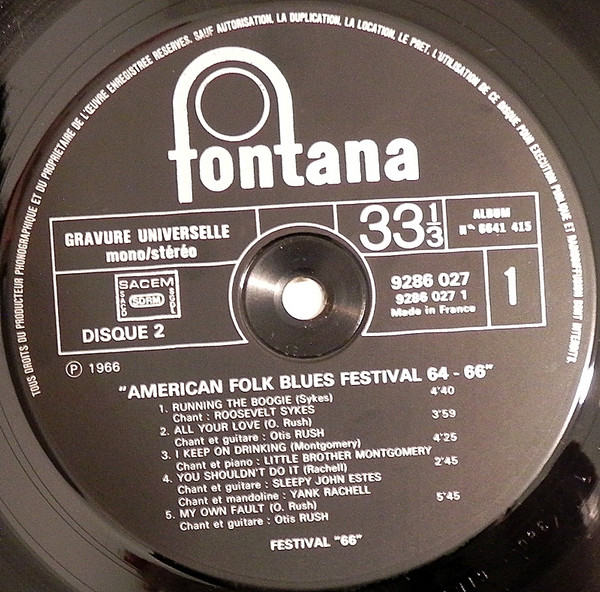 TOUS DROITS DU PRODUCTEUR PHONOGRAPHIQUE ET DU PROPRIETAIRE DE L'ŒUVRE ENREGISTREE RESERVES. SAUF AUTORISATION, LA DUPLICATION, LA LOCATION, LE PRET, L'UTILISATION DE CE DISQUE POUR EXECUTION PUBLIQUE ET RADIODIFFUSION SONT INTERDITS.
fontana
GRAVURE UNIVERSELLE
mono/stéréo
33 1/3
ALBUM
N° 6641 415
SACEM
SACD
SDRM
SGDL
DISQUE 2
9286 027
9286 027 1
Made in France
1
℗ 1966
"AMERICAN FOLK BLUES FESTIVAL 64 - 66"
1. RUNNING THE BOOGIE (Sykes) 4'40
Chant : ROOSEVELT SYKES
2. ALL YOUR LOVE (O. Rush) 3'59
Chant et guitare : Otis RUSH
3. I KEEP ON DRINKING (Montgomery) 4'25
Chant et piano : LITTLE BROTHER MONTGOMERY
4. YOU SHOULDN'T DO IT (Rachell) 2'45
Chant et guitare : SLEEPY JOHN ESTES
Chant et mandoline : YANK RACHELL
5. MY OWN FAULT (O. Rush) 5'45
Chant et guitare : Otis RUSH
FESTIVAL "66"